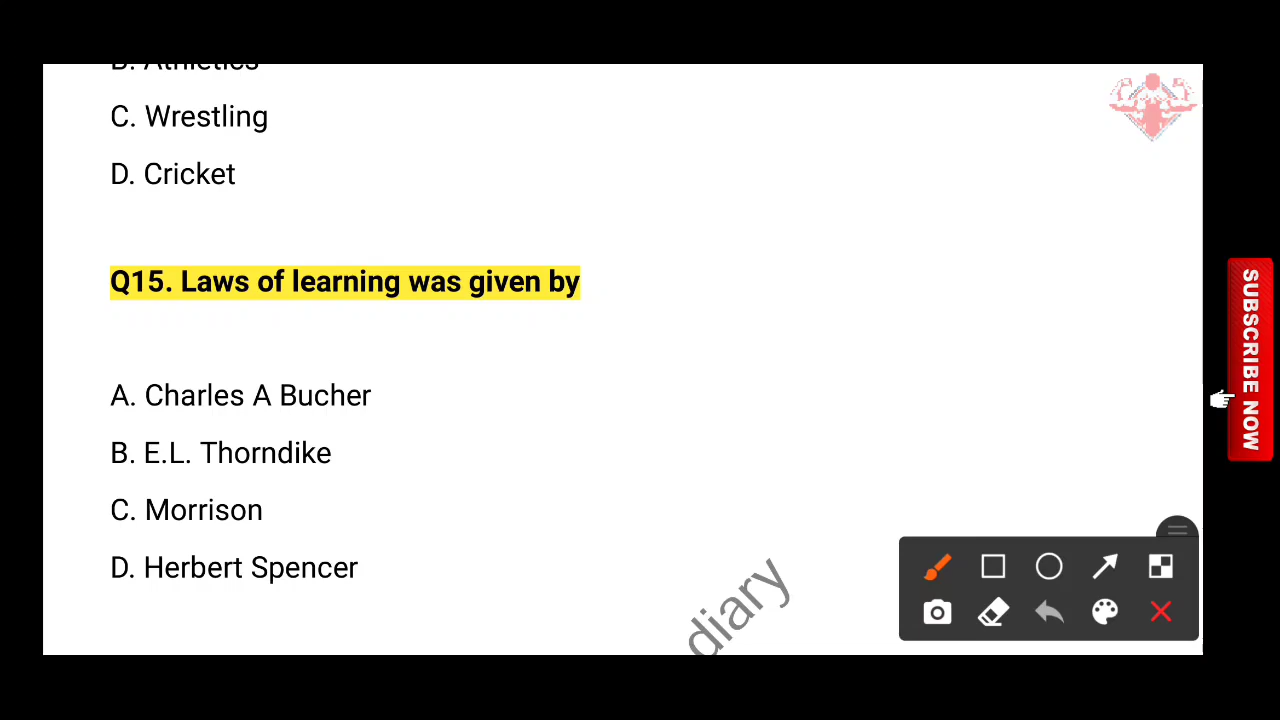 B. Athletics
C. Wrestling
D. Cricket
Q15. Laws of learning was given by
A. Charles A Bucher
B. E.L. Thorndike
C. Morrison
D. Herbert Spencer
diary
SUBSCRIBE NOW